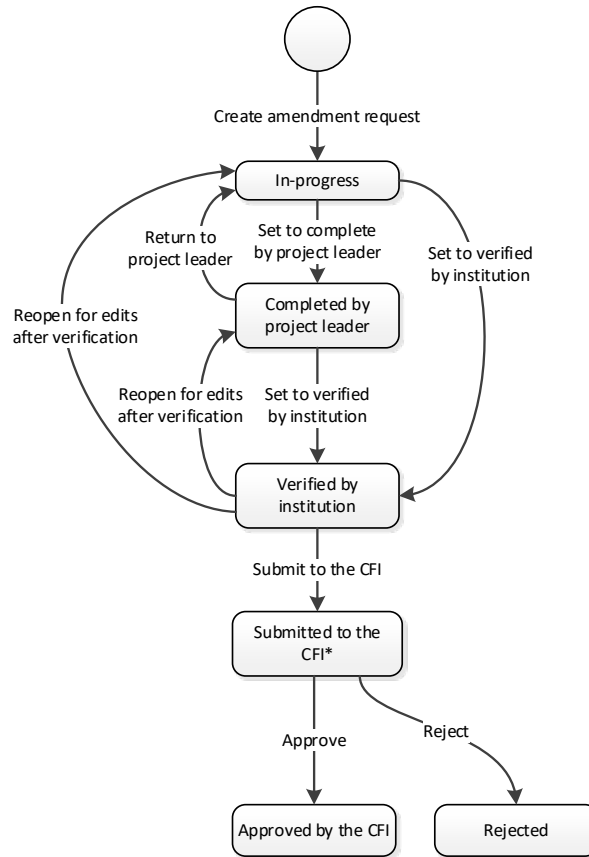 Create amendment request
In-progress
Return to
project leader
Set to complete
by project leader
Set to verified
by institution
Reopen for edits
after verification
Completed by
project leader
Reopen for edits
after verification
Set to verified
by institution
Verified by
institution
Submit to the CFI
Submitted to the
CFI*
Approve
Reject
Approved by the CFI
Rejected